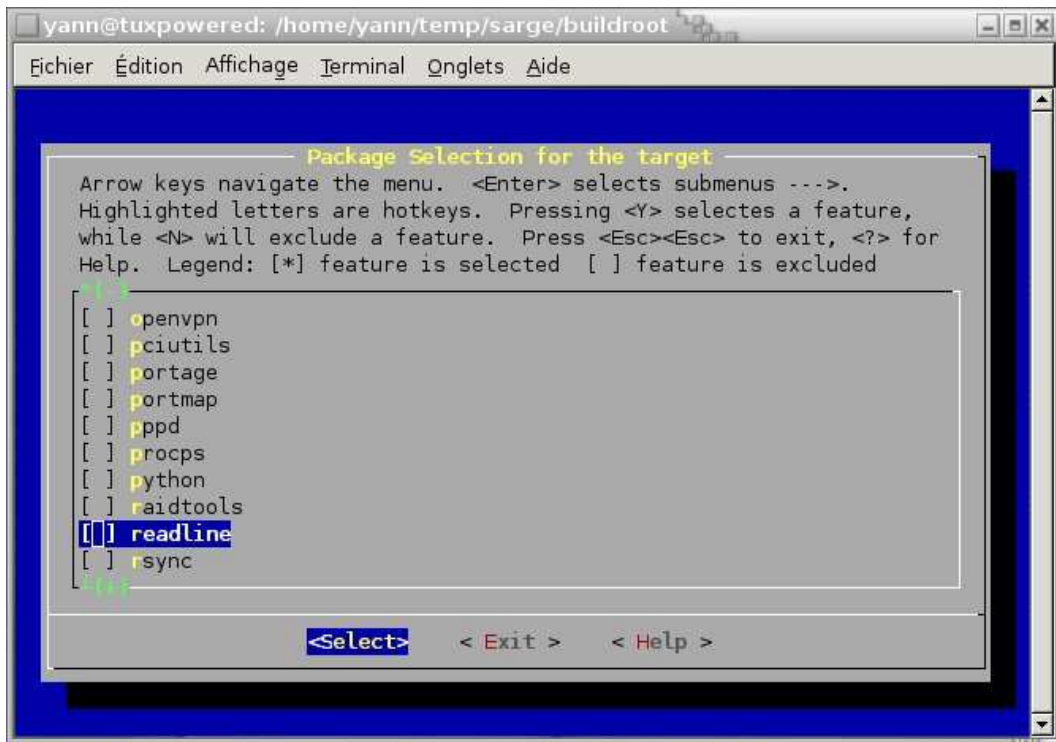 yann@tuxpowered: /home/yann/temp/sarge/buildroot
Fichier Édition Affichage Terminal Onglets Aide
Package Selection for the target
Arrow keys navigate the menu. <Enter> selects submenus --->.
Highlighted letters are hotkeys. Pressing <Y> selectes a feature,
while <N> will exclude a feature. Press <Esc><Esc> to exit, <?> for
Help. Legend: [*] feature is selected [ ] feature is excluded
^(-)
[ ] openvpn
[ ] pciutils
[ ] portage
[ ] portmap
[ ] pppd
[ ] procps
[ ] python
[ ] raidtools
[ ] readline
[ ] rsync
<Select> < Exit > < Help >